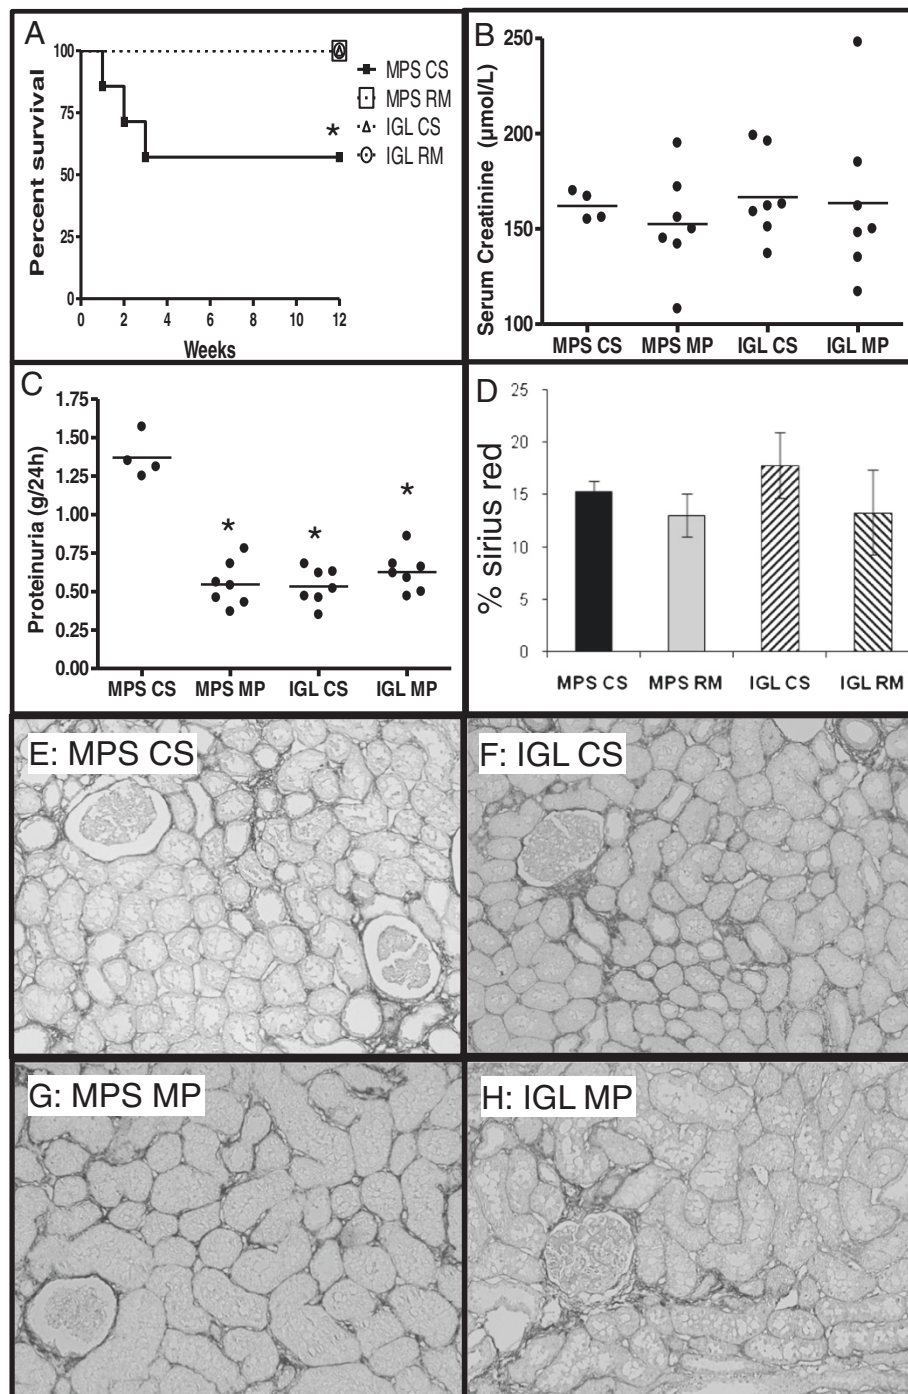 A
100
75
50
25
0
Percent survival
0 2 4 6 8 10 12
Weeks
*
MPS CS
MPS RM
IGL CS
IGL RM
B
250
200
150
100
Serum Creatinine (µmol/L)
MPS CS MPS MP IGL CS IGL MP
C
1.75
1.50
1.25
1.00
0.75
0.50
0.25
0.00
Proteinuria (g/24h)
* * *
MPS CS MPS MP IGL CS IGL MP
D
25
20
15
10
5
0
% sirius red
MPS CS MPS RM IGL CS IGL RM
E: MPS CS
F: IGL CS
G: MPS MP
H: IGL MP